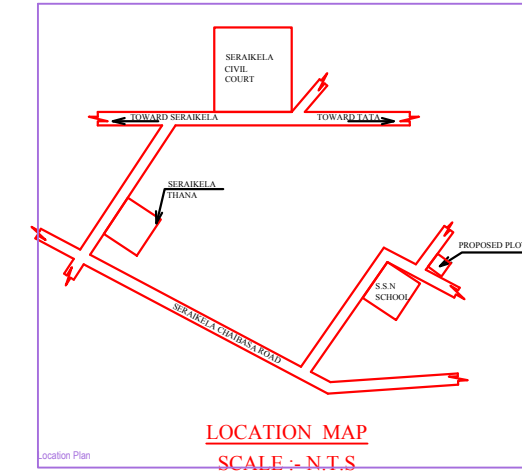 SERAIKELA
CIVIL
COURT
TOWARD SERAIKELA
TOWARD TATA
SERAIKELA
THANA
PROPOSED PLOT
S.S.N
SCHOOL
SERAIKELA CHAIBASA ROAD
LOCATION MAP
Location Plan
SCALE :- N.T.S